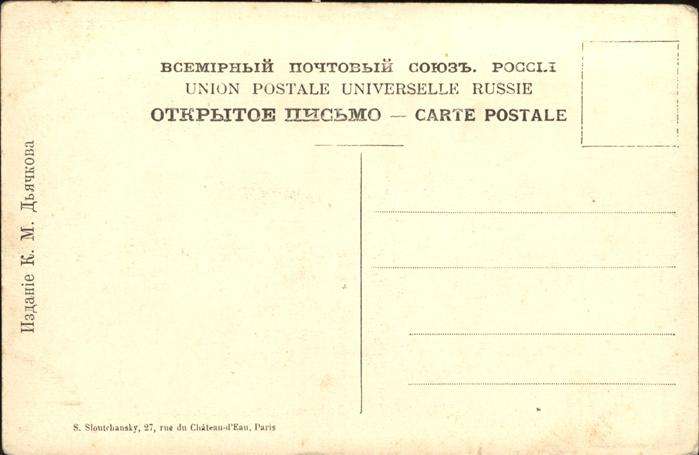 ВСЕМІРНЫЙ ПОЧТОВЫЙ СОЮЗЪ. РОССІЯ
UNION POSTALE UNIVERSELLE RUSSIE
ОТКРЫТОЕ ПИСЬМО — CARTE POSTALE
Изданіе К. М. Дьячкова
S. Sloutchansky, 27, rue du Château-d'Eau, Paris